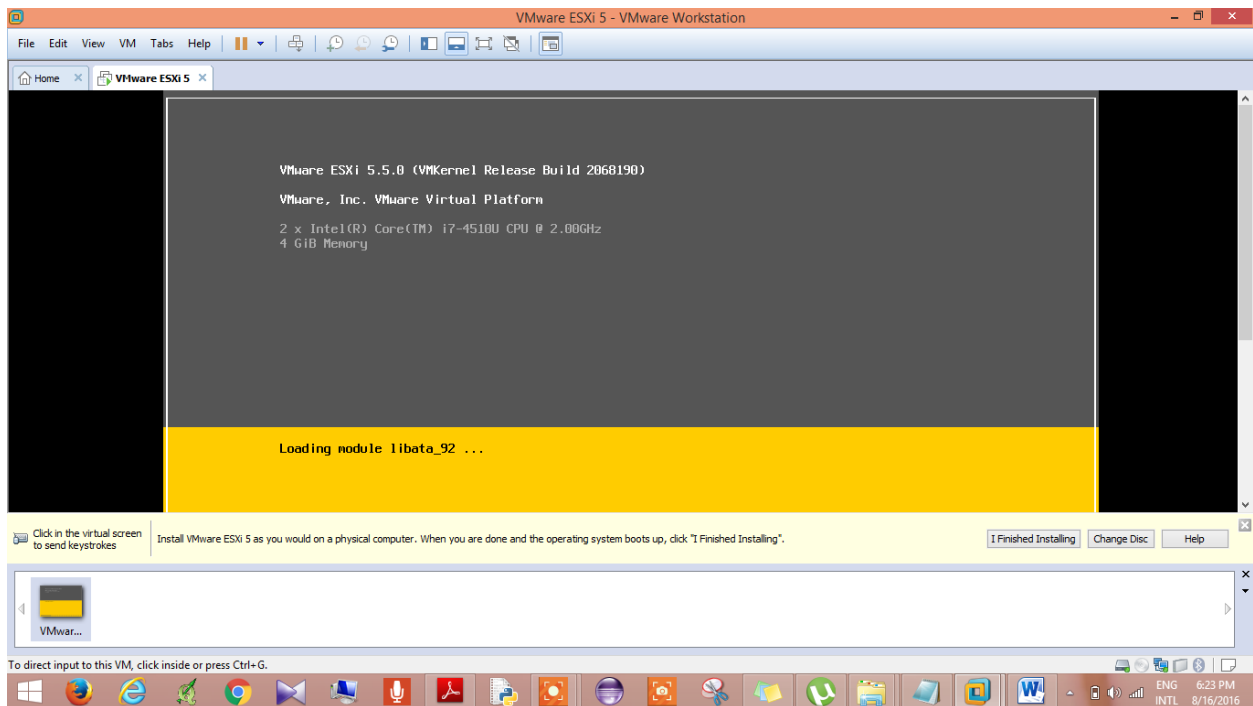 VMware ESXi 5 - VMware Workstation
File Edit View VM Tabs Help
Home
VMware ESXi 5
VMware ESXi 5.5.0 (VMKernel Release Build 2068190)
VMware, Inc. VMware Virtual Platform
2 x Intel(R) Core(TM) i7-4510U CPU @ 2.00GHz
4 GiB Memory
Loading module libata_92 ...
Click in the virtual screen
to send keystrokes
Install VMware ESXi 5 as you would on a physical computer. When you are done and the operating system boots up, click "I Finished Installing".
I Finished Installing
Change Disc
Help
VMwar...
To direct input to this VM, click inside or press Ctrl+G.
ENG 6:23 PM
INTL 8/16/2016